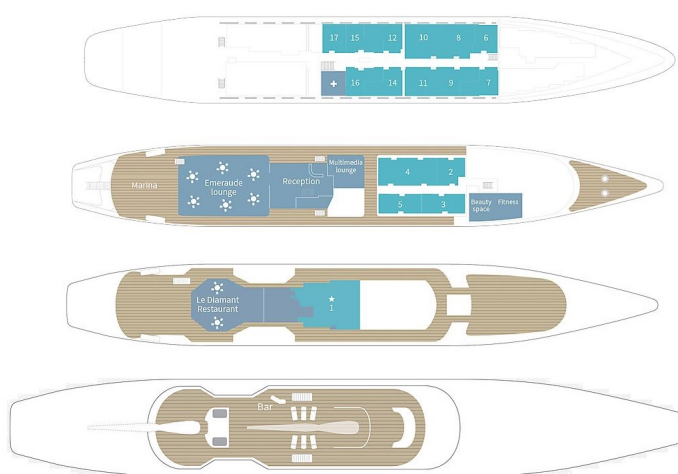 17 15 12 10 8 6
+ 16 14 11 9 7
Marina
Emeraude
lounge
Reception
Multimedia
lounge
4 2
5 3
Beauty
space
Fitness
Le Diamant
Restaurant
1
Bar